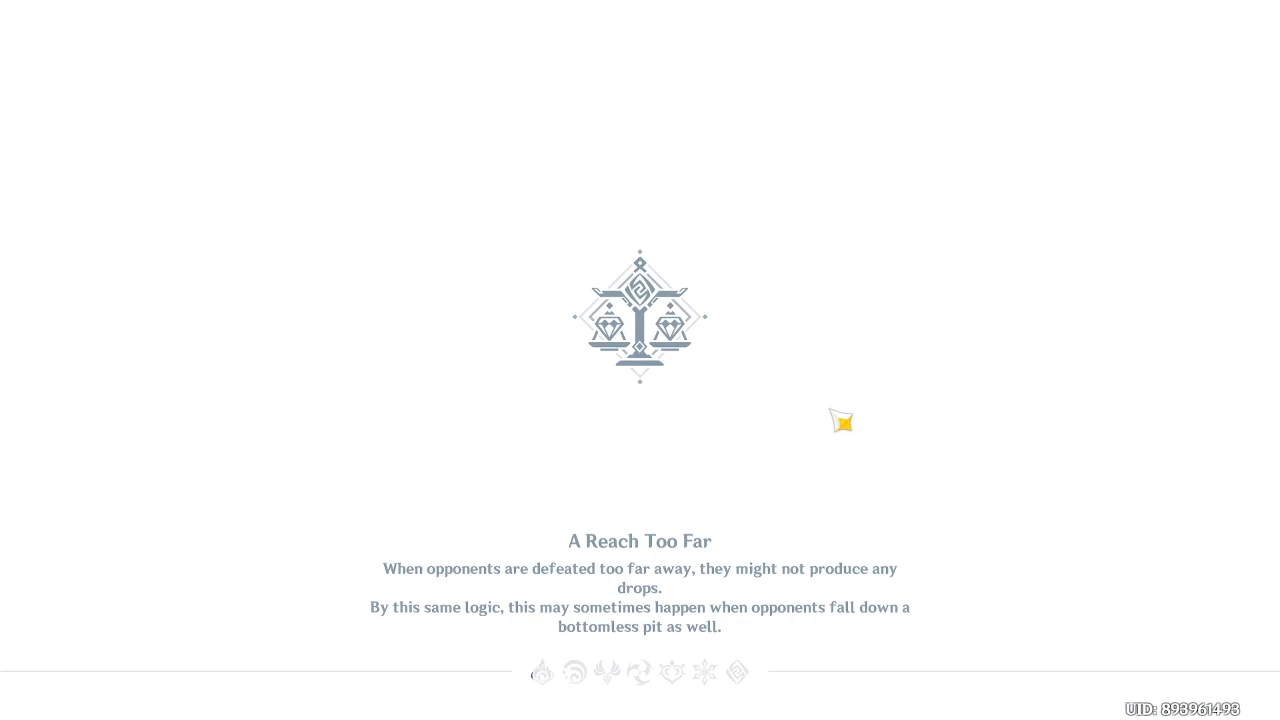 A Reach Too Far
When opponents are defeated too far away, they might not produce any
drops.
By this same logic, this may sometimes happen when opponents fall down a
bottomless pit as well.
UID: 893961493